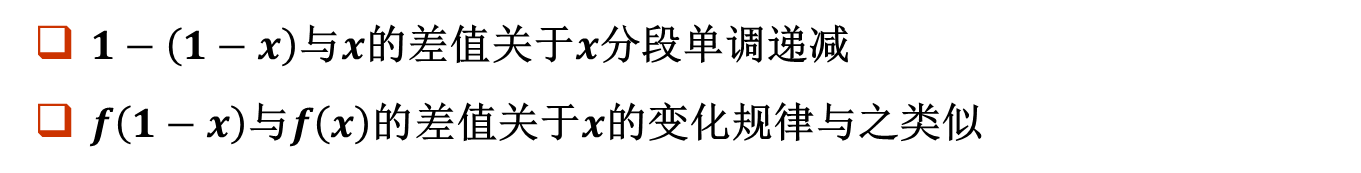 1 − (1 − x)与x的差值关于x分段单调递减
f(1 − x)与f(x)的差值关于x的变化规律与之类似